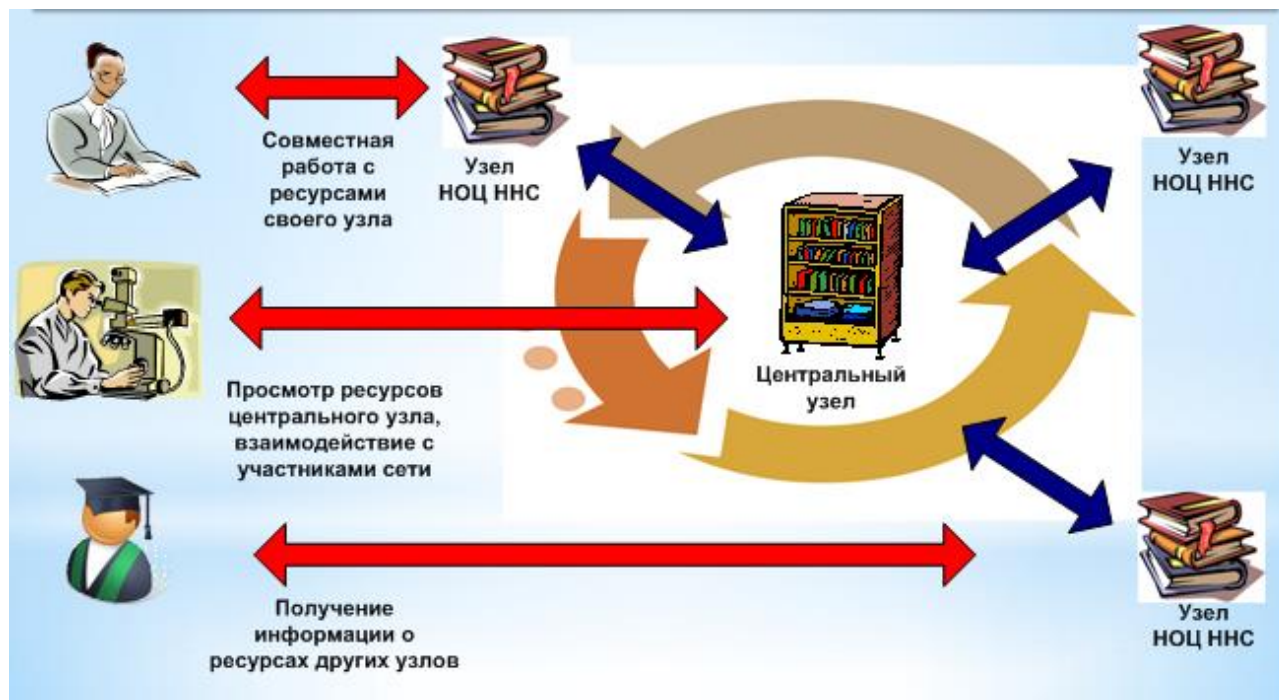 Совместная
работа с
ресурсами
своего узла
Узел
НОЦ ННС
Узел
НОЦ ННС
Центральный
узел
Просмотр ресурсов
центрального узла,
взаимодействие с
участниками сети
Получение
информации о
ресурсах других узлов
Узел
НОЦ ННС